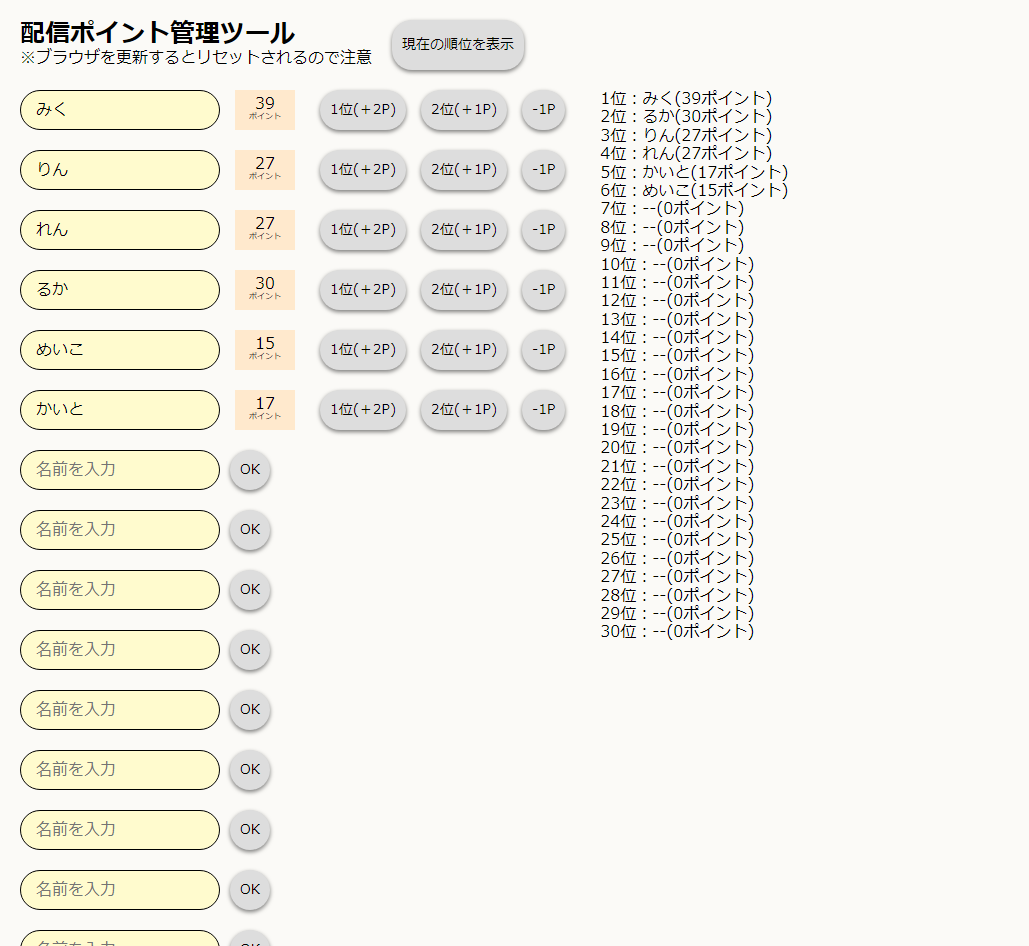 配信ポイント管理ツール
※ブラウザを更新するとリセットされるので注意
現在の順位を表示
みく 39 ポイント 1位(＋2P) 2位(＋1P) -1P
りん 27 ポイント 1位(＋2P) 2位(＋1P) -1P
れん 27 ポイント 1位(＋2P) 2位(＋1P) -1P
るか 30 ポイント 1位(＋2P) 2位(＋1P) -1P
めいこ 15 ポイント 1位(＋2P) 2位(＋1P) -1P
かいと 17 ポイント 1位(＋2P) 2位(＋1P) -1P
名前を入力 OK
名前を入力 OK
名前を入力 OK
名前を入力 OK
名前を入力 OK
名前を入力 OK
名前を入力 OK
名前を入力 OK
1位：みく(39ポイント)
2位：るか(30ポイント)
3位：りん(27ポイント)
4位：れん(27ポイント)
5位：かいと(17ポイント)
6位：めいこ(15ポイント)
7位：--(0ポイント)
8位：--(0ポイント)
9位：--(0ポイント)
10位：--(0ポイント)
11位：--(0ポイント)
12位：--(0ポイント)
13位：--(0ポイント)
14位：--(0ポイント)
15位：--(0ポイント)
16位：--(0ポイント)
17位：--(0ポイント)
18位：--(0ポイント)
19位：--(0ポイント)
20位：--(0ポイント)
21位：--(0ポイント)
22位：--(0ポイント)
23位：--(0ポイント)
24位：--(0ポイント)
25位：--(0ポイント)
26位：--(0ポイント)
27位：--(0ポイント)
28位：--(0ポイント)
29位：--(0ポイント)
30位：--(0ポイント)